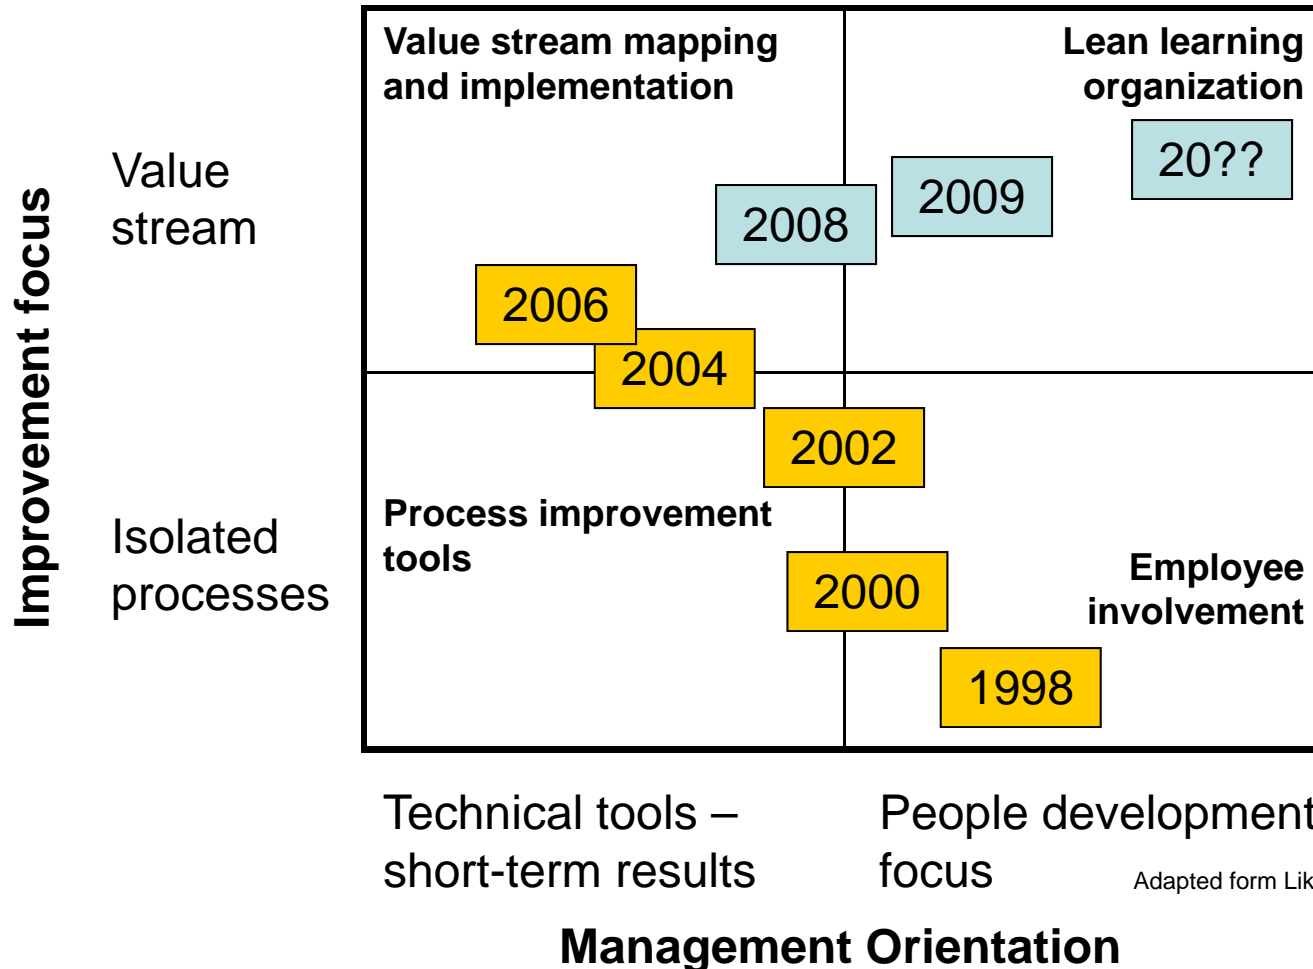 Value stream mapping
and implementation
Lean learning
organization
Improvement focus
Value
stream
20??
2009
2008
2006
2004
2002
Isolated
processes
Process improvement
tools
2000
Employee
involvement
1998
Technical tools –
short-term results
People development
focus
Adapted form Lik
Management Orientation